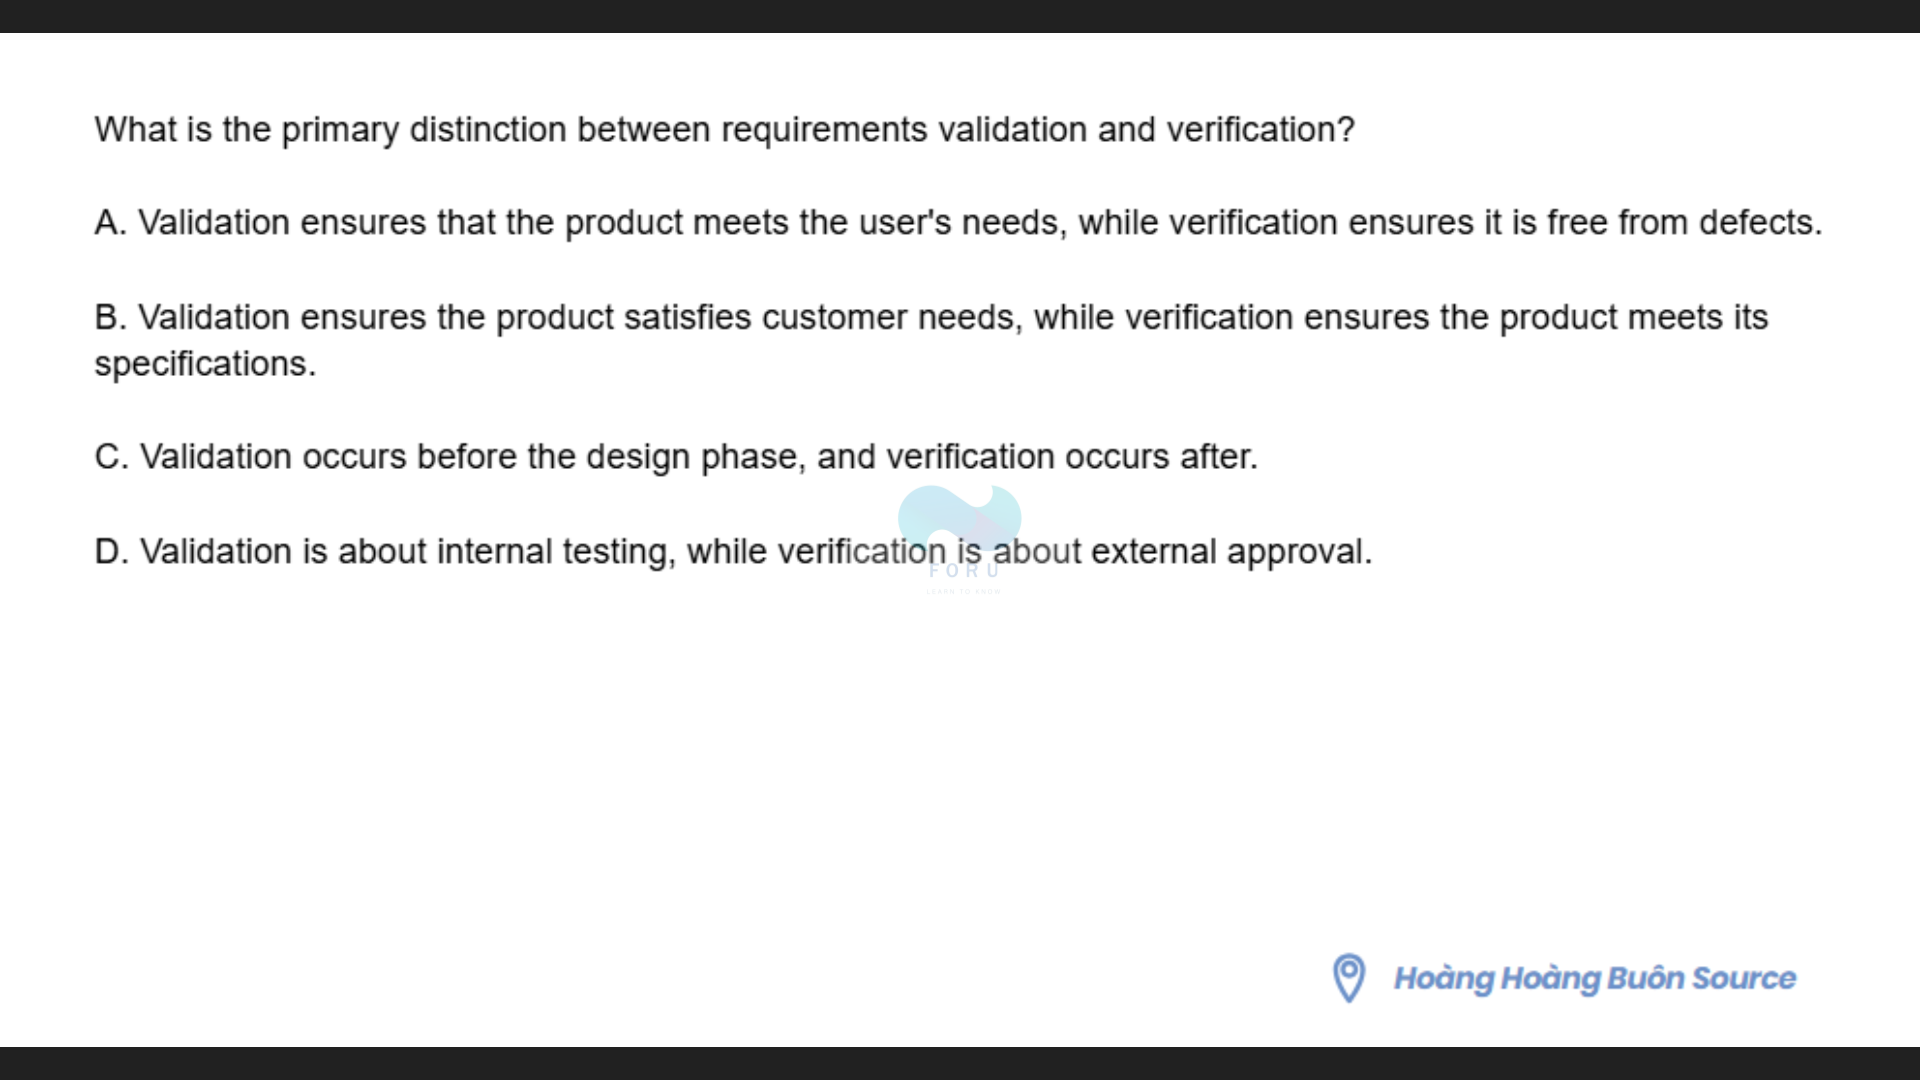 What is the primary distinction between requirements validation and verification?
A. Validation ensures that the product meets the user's needs, while verification ensures it is free from defects.
B. Validation ensures the product satisfies customer needs, while verification ensures the product meets its
specifications.
C. Validation occurs before the design phase, and verification occurs after.
D. Validation is about internal testing, while verification is about external approval.
FORU
LEARN TO KNOW
Hoàng Hoàng Buôn Source